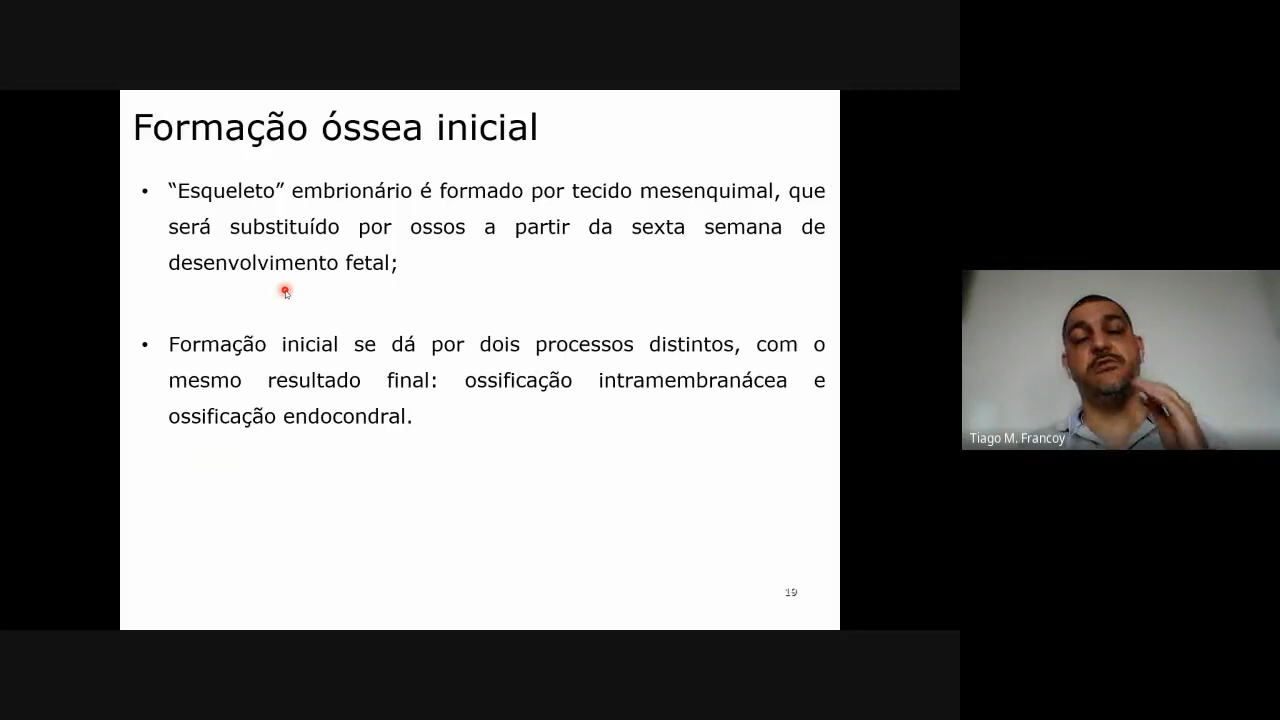 Formação óssea inicial
• “Esqueleto” embrionário é formado por tecido mesenquimal, que
será substituído por ossos a partir da sexta semana de
desenvolvimento fetal;
• Formação inicial se dá por dois processos distintos, com o
mesmo resultado final: ossificação intramembranácea e
ossificação endocondral.
19
Tiago M. Francoy